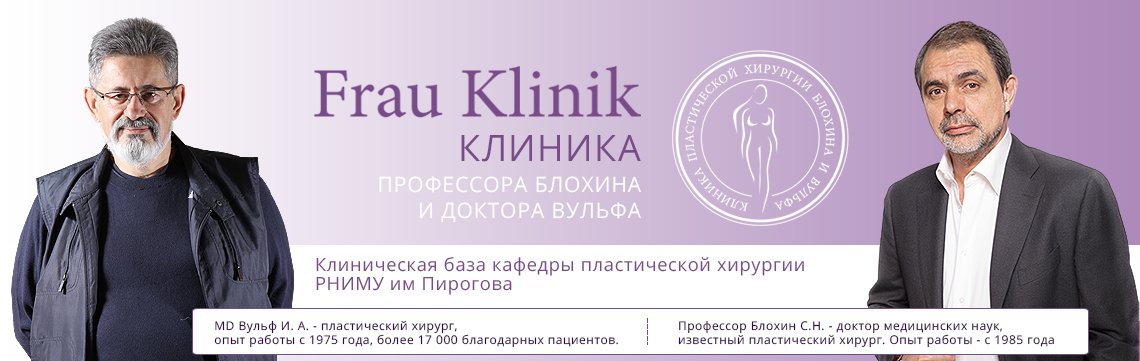 Frau Klinik
КЛИНИКА
ПРОФЕССОРА БЛОХИНА
И ДОКТОРА ВУЛЬФА
КЛИНИКА ПЛАСТИЧЕСКОЙ ХИРУРГИИ БЛОХИНА И ВУЛЬФА
Клиническая база кафедры пластической хирургии
РНИМУ им Пирогова
MD Вульф И. А. - пластический хирург,
опыт работы с 1975 года, более 17 000 благодарных пациентов.
Профессор Блохин С.Н. - доктор медицинских наук,
известный пластический хирург. Опыт работы - с 1985 года